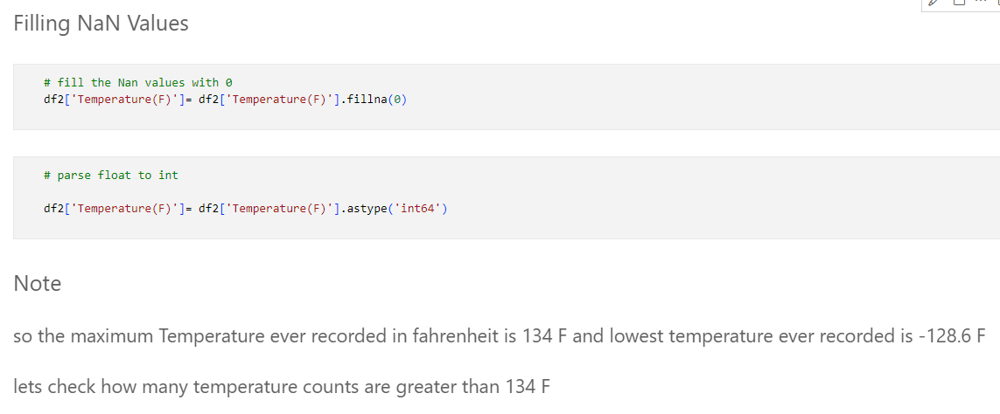 Filling NaN Values
# fill the Nan values with 0
df2['Temperature(F)']= df2['Temperature(F)'].fillna(0)
# parse float to int
df2['Temperature(F)']= df2['Temperature(F)'].astype('int64')
Note
so the maximum Temperature ever recorded in fahrenheit is 134 F and lowest temperature ever recorded is -128.6 F
lets check how many temperature counts are greater than 134 F